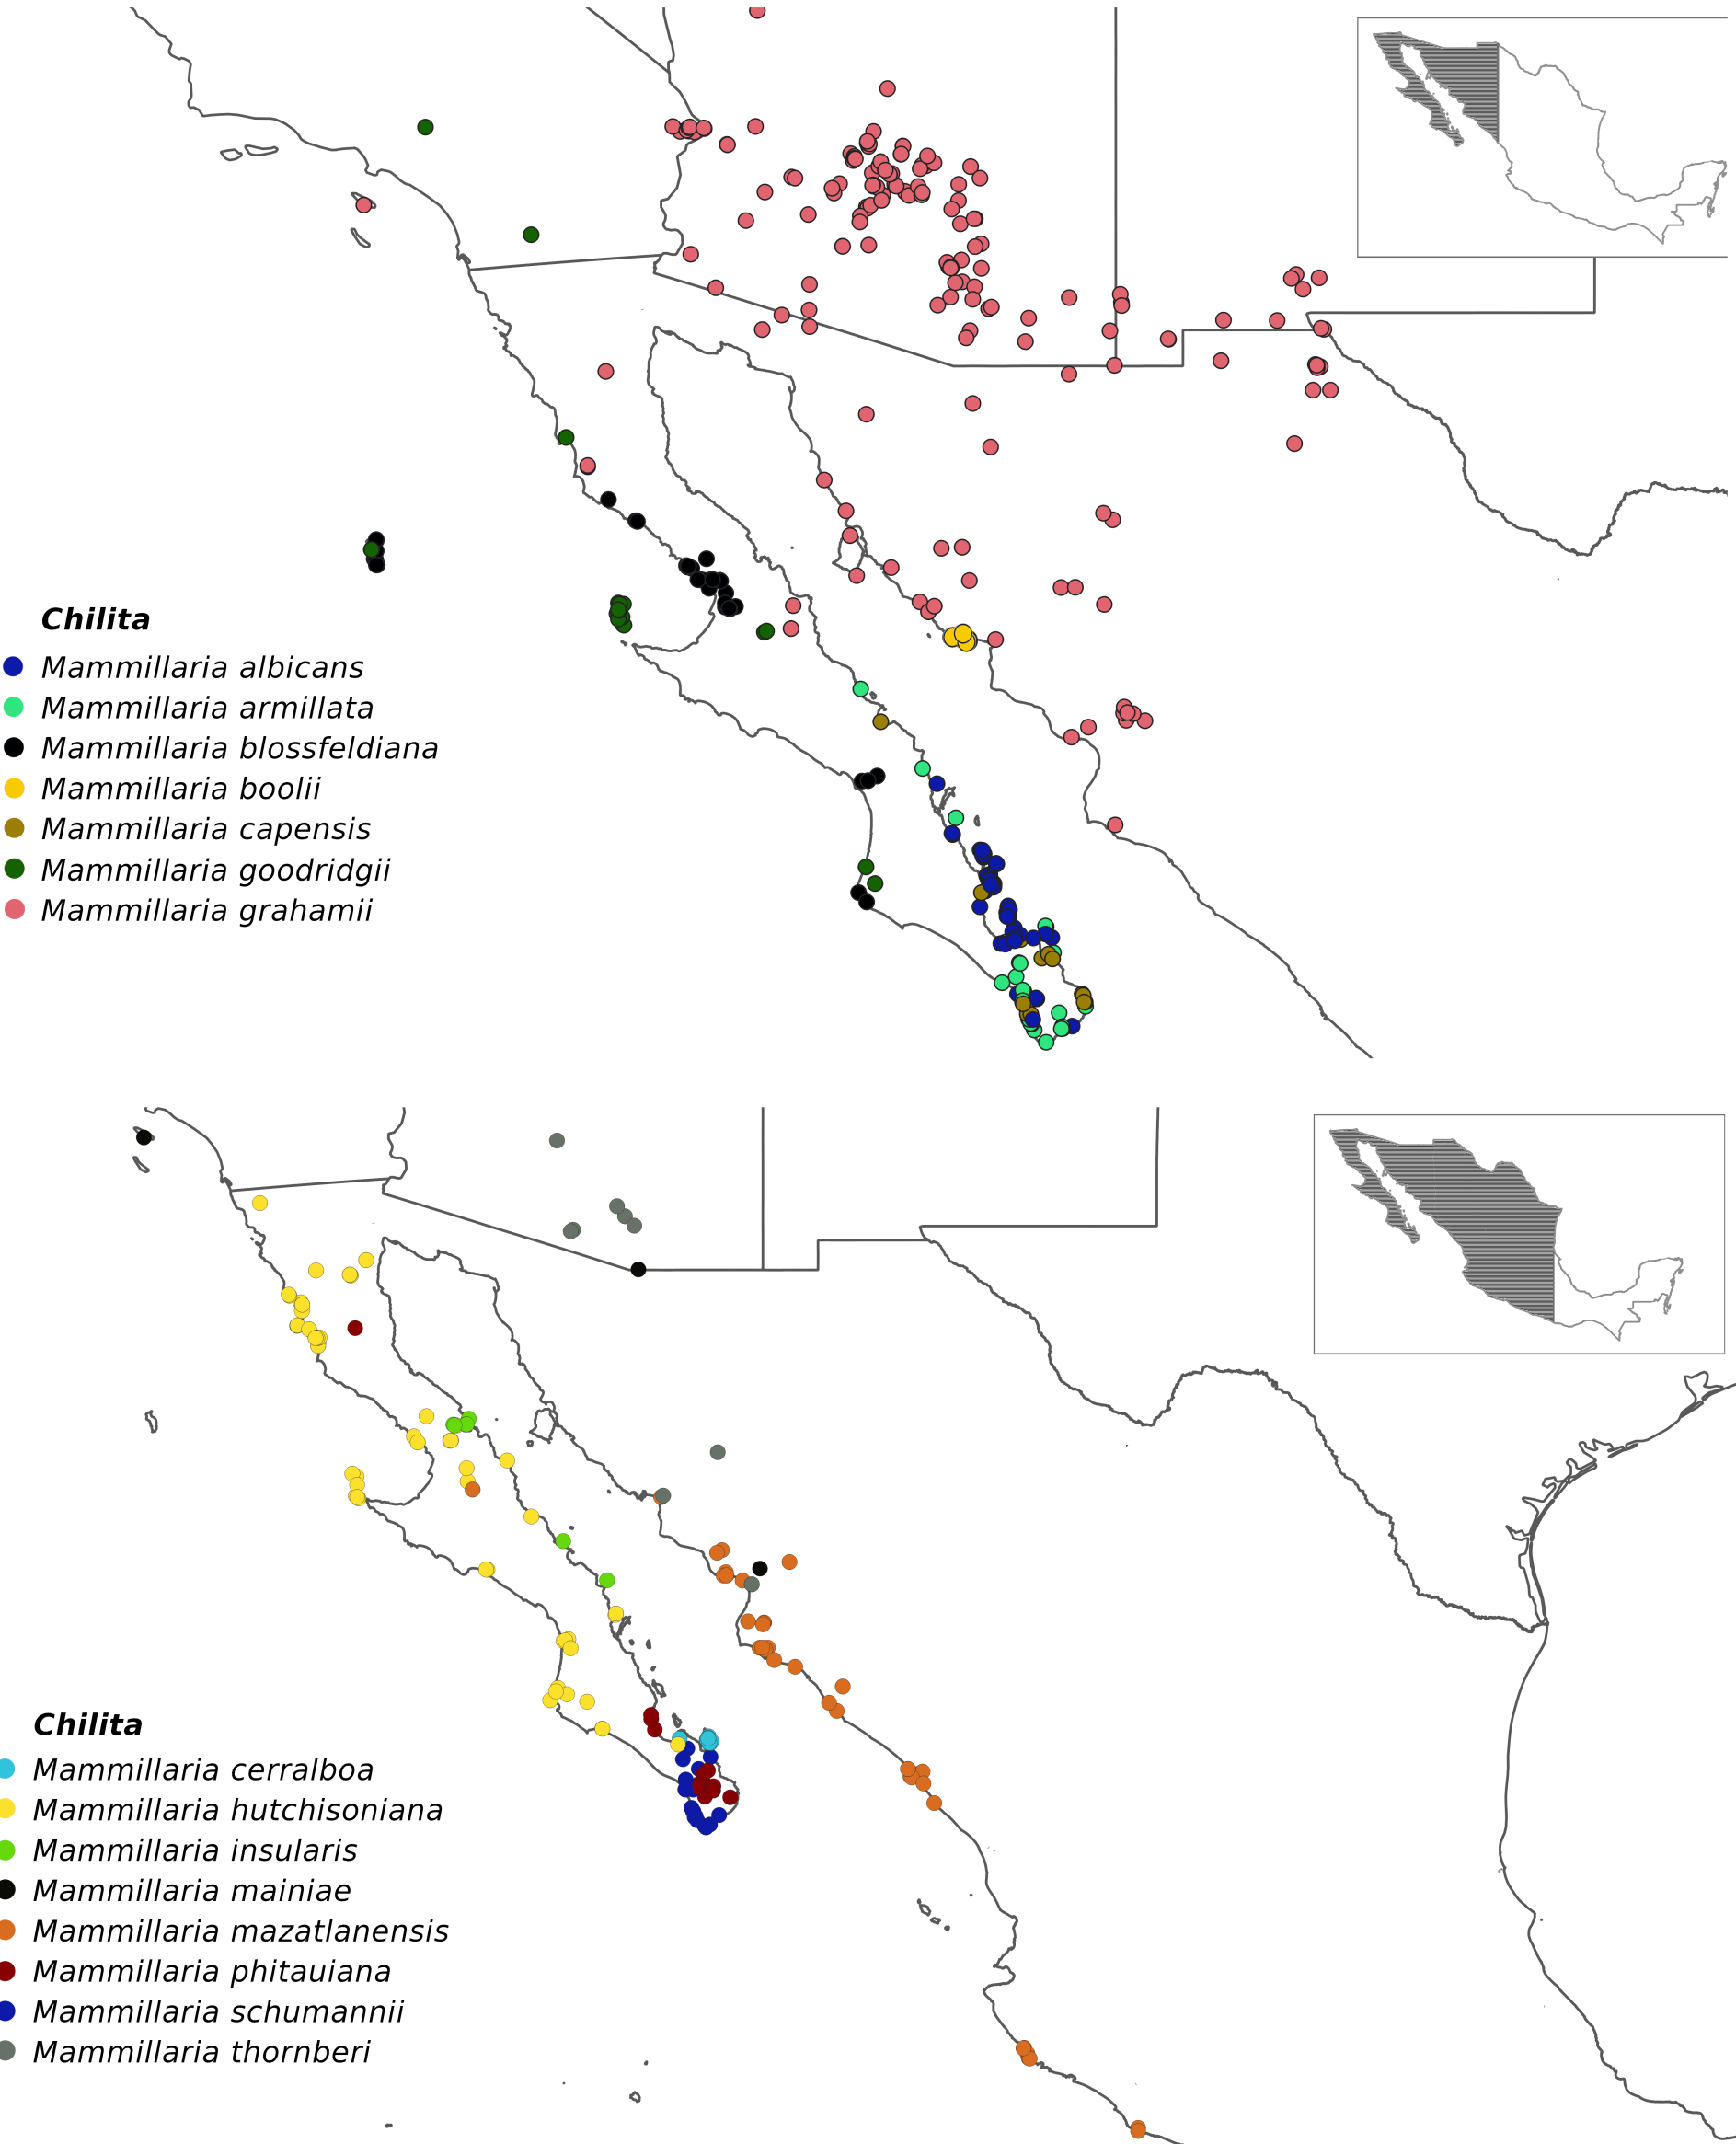 Chilita
Mammillaria albicans
Mammillaria armillata
Mammillaria blossfeldiana
Mammillaria boolii
Mammillaria capensis
Mammillaria goodridgii
Mammillaria grahamii
Chilita
Mammillaria cerralboa
Mammillaria hutchisoniana
Mammillaria insularis
Mammillaria mainiae
Mammillaria mazatlanensis
Mammillaria phitauiana
Mammillaria schumannii
Mammillaria thornberi